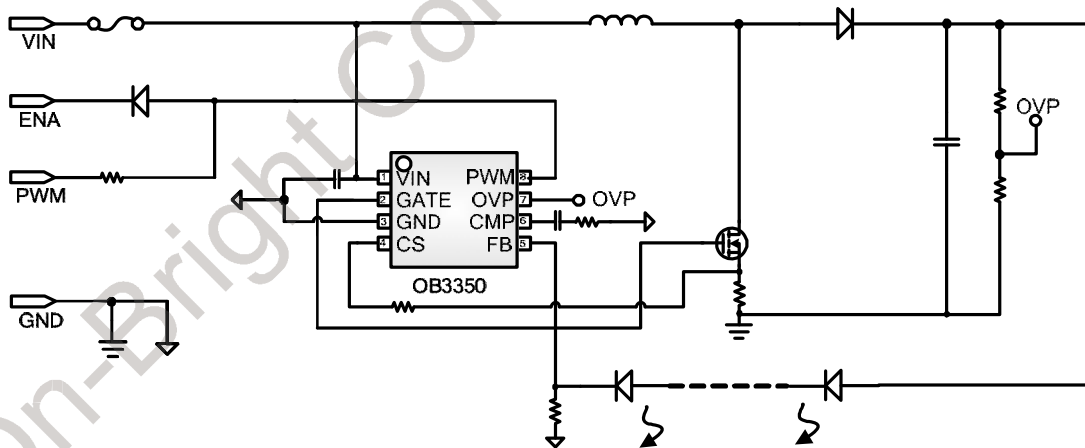 VIN
ENA
PWM
GND
OVP
1 VIN PWM 8
2 GATE OVP 7 OVP
3 GND CMP 6
4 CS FB 5
OB3350
On-Bright Co